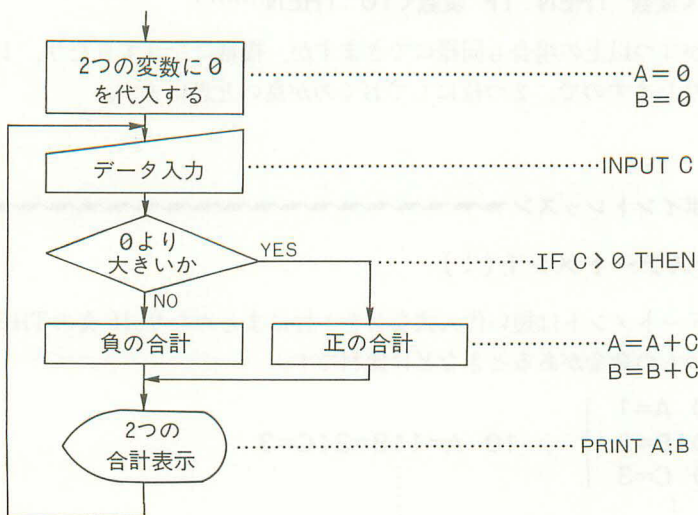 2つの変数に0
を代入する
A=0
B=0
データ入力
INPUT C
0より
大きいか
YES
IF C>0 THEN
NO
負の合計
正の合計
A=A+C
B=B+C
2つの
合計表示
PRINT A;B